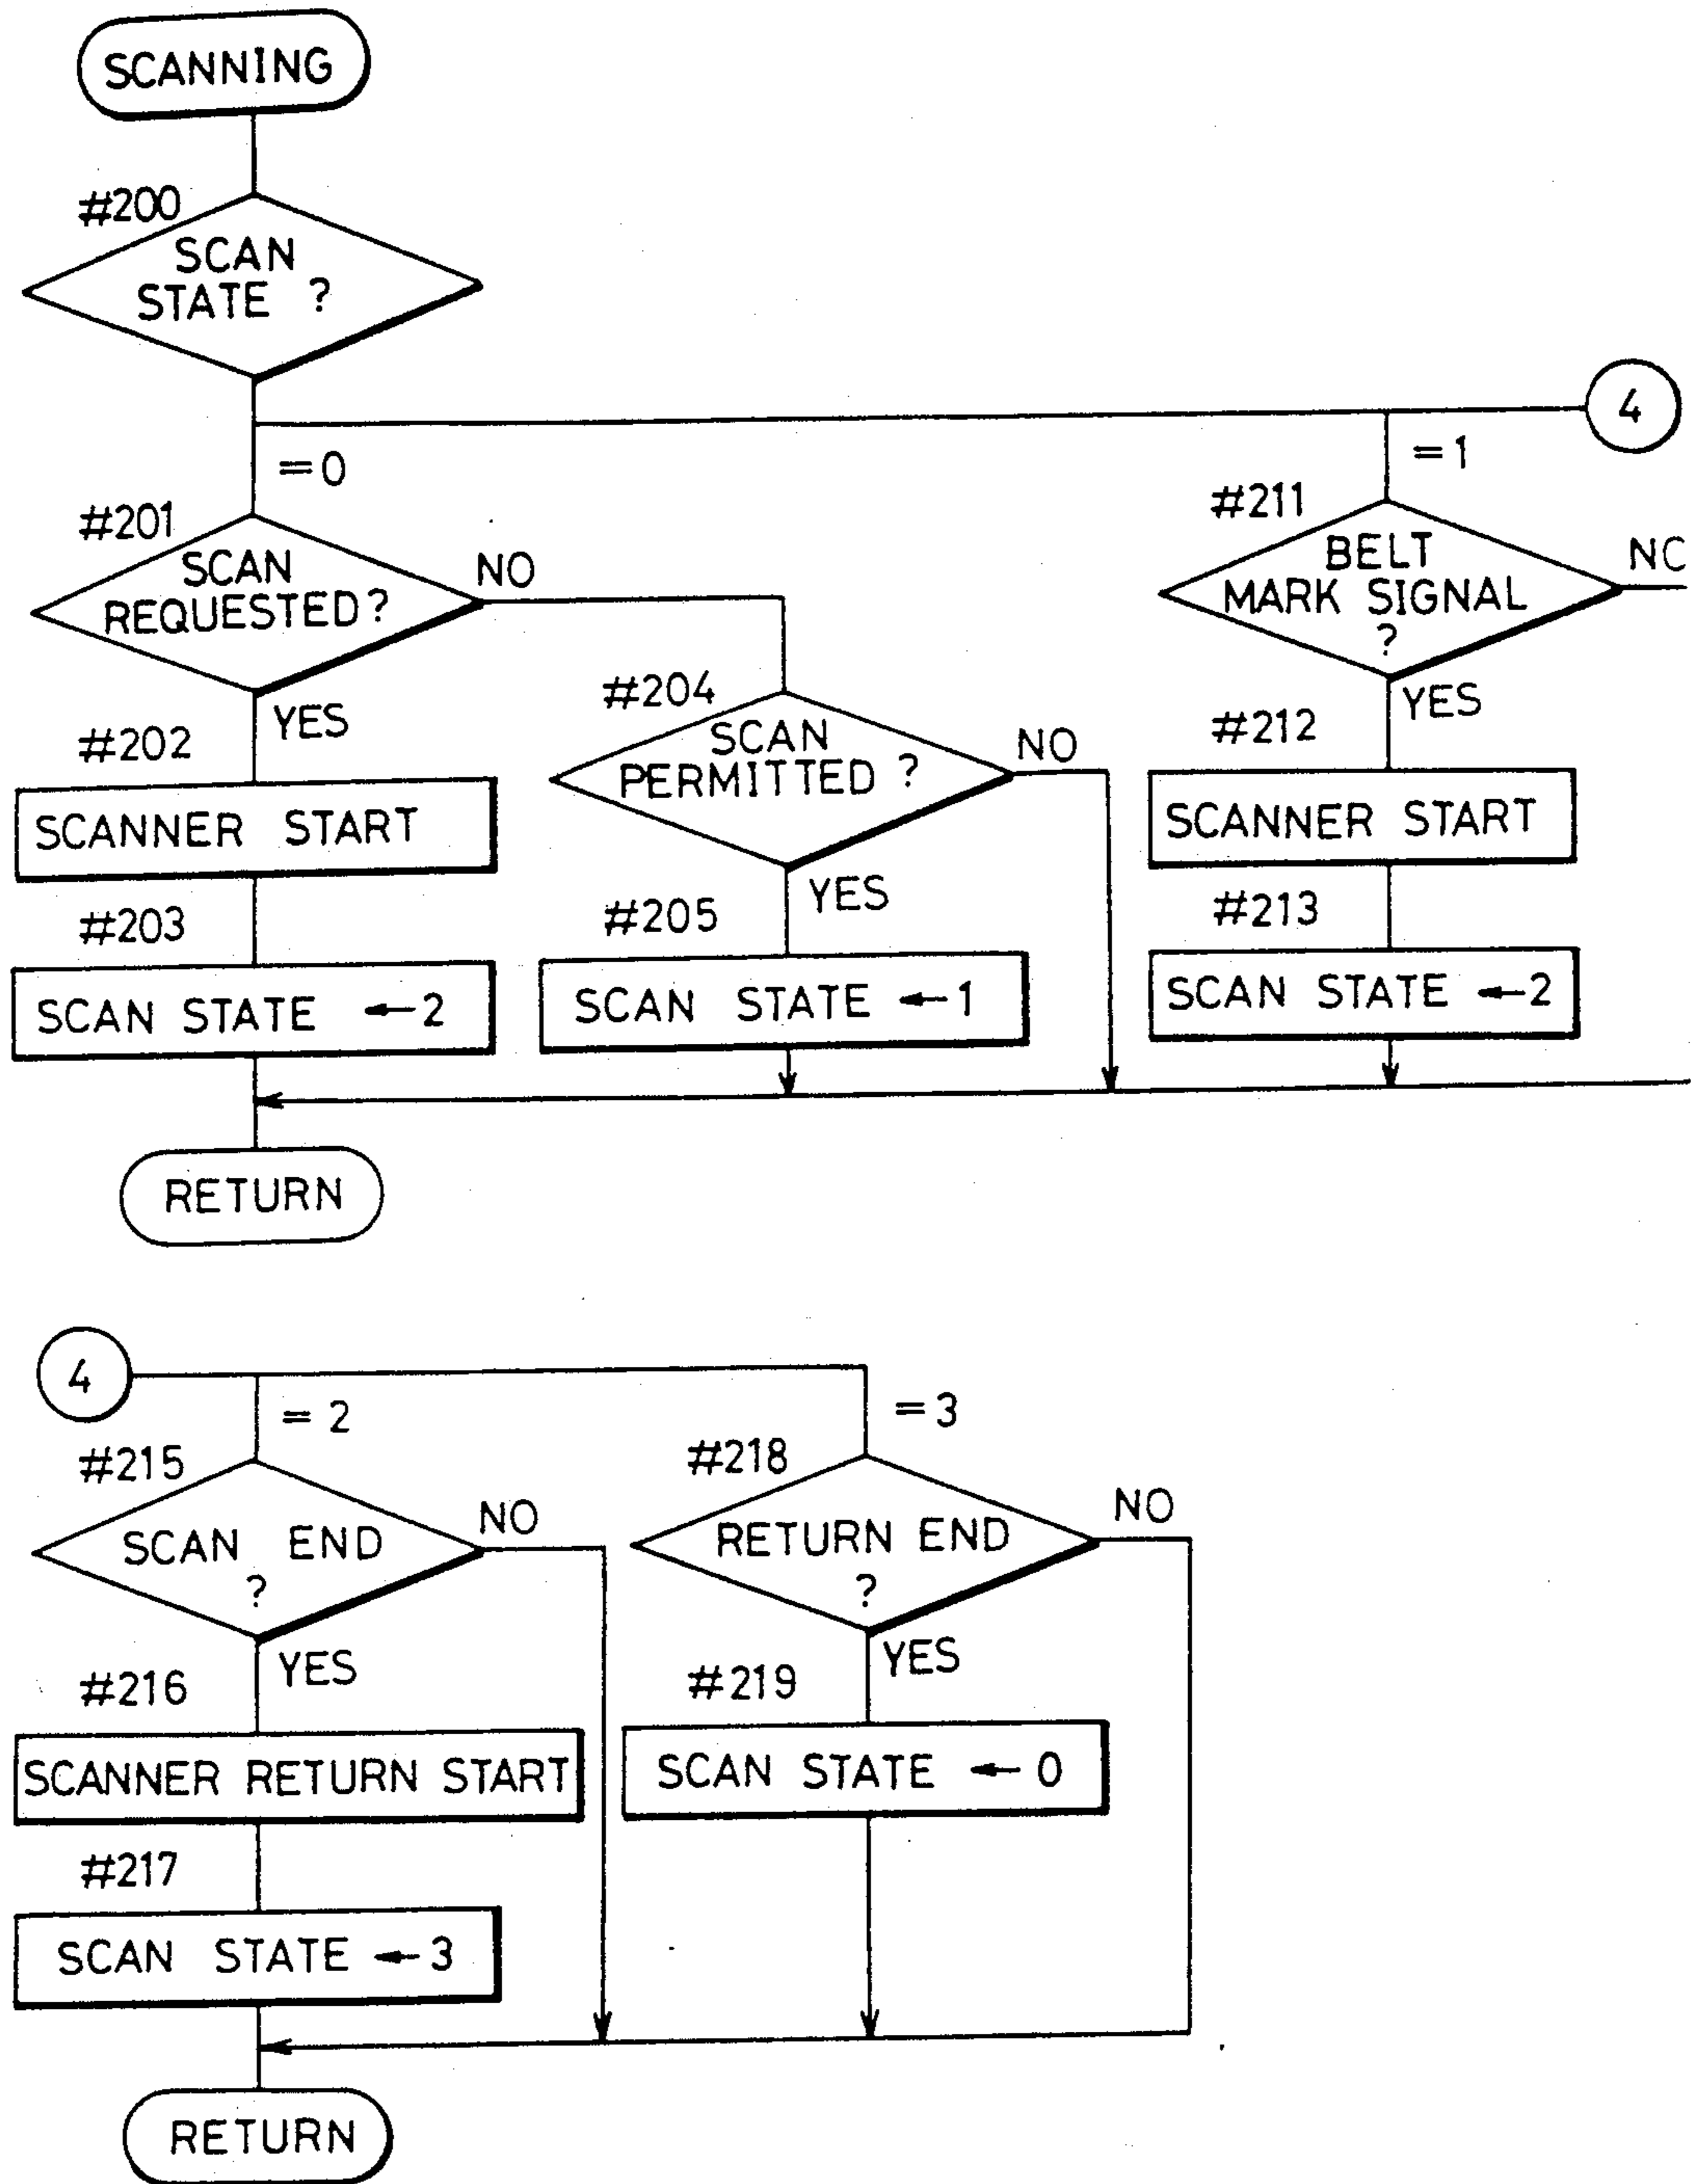 SCANNING
#200
SCAN
STATE ?
4
=0
=1
#201
SCAN
REQUESTED?
NO
#211
BELT
MARK SIGNAL
?
NO
YES
#202
SCANNER START
#203
SCAN STATE ←2
#204
SCAN
PERMITTED ?
NO
YES
#205
SCAN STATE ←1
YES
#212
SCANNER START
#213
SCAN STATE ←2
RETURN
4
=2
=3
#215
SCAN END
?
NO
YES
#216
SCANNER RETURN START
#217
SCAN STATE ←3
#218
RETURN END
?
NO
YES
#219
SCAN STATE ←0
RETURN